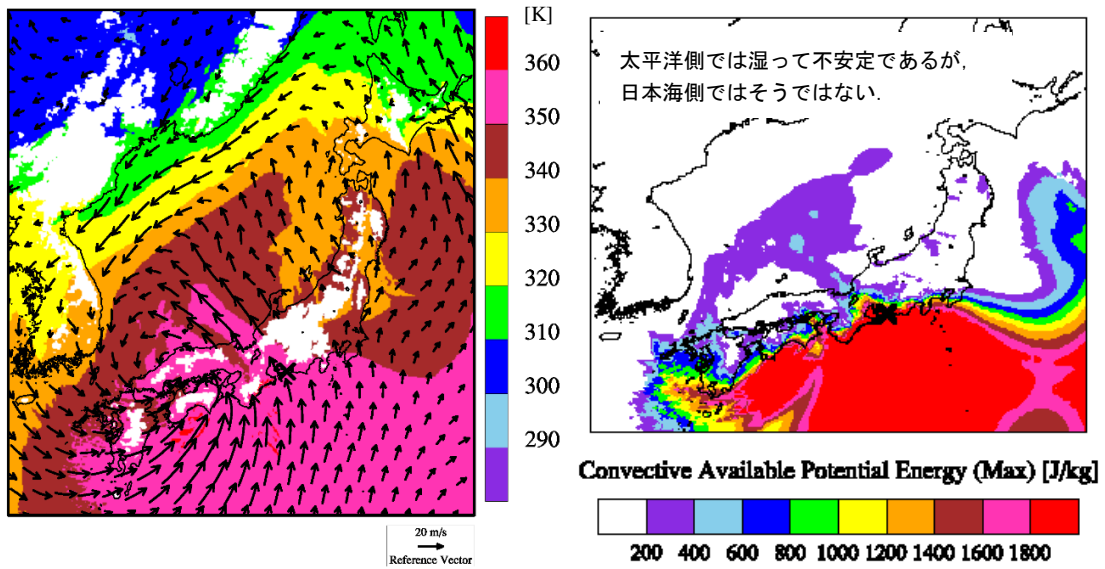 [K]
360
350
340
330
320
310
300
290
20 m/s
Reference Vector
太平洋側では湿って不安定であるが,
日本海側ではそうではない.
Convective Available Potential Energy (Max) [J/kg]
200 400 600 800 1000 1200 1400 1600 1800